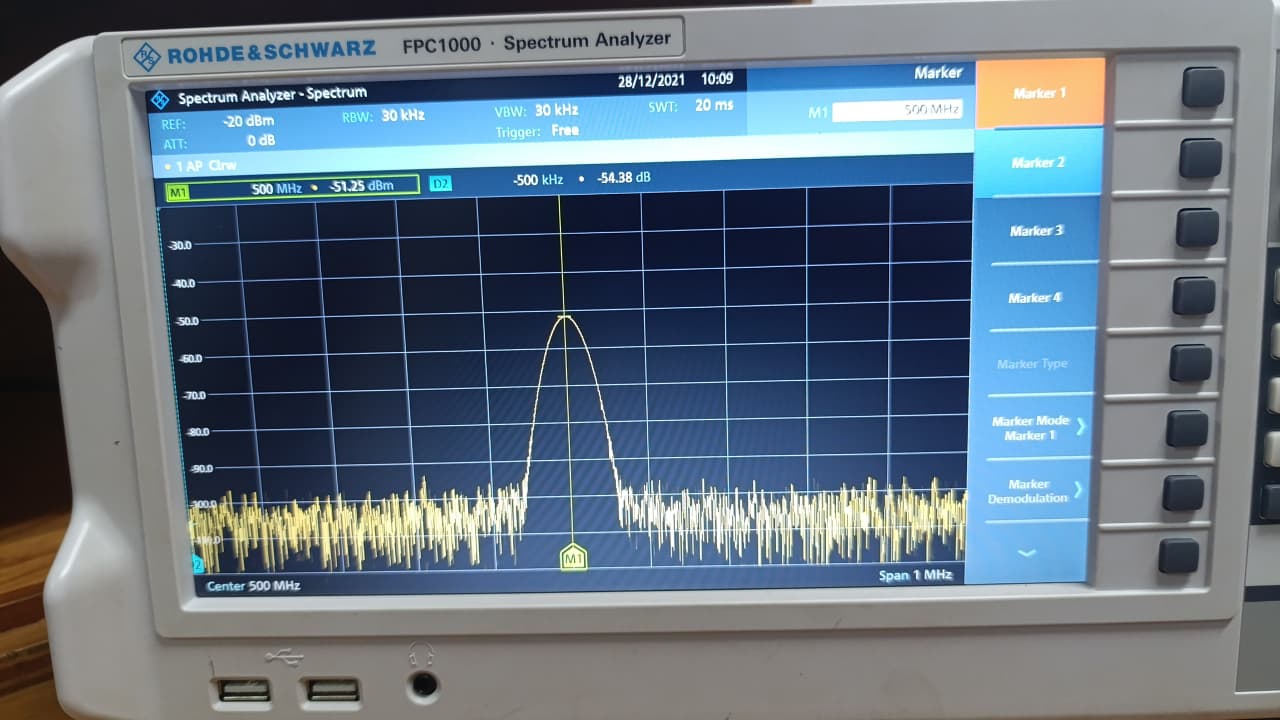 ROHDE & SCHWARZ FPC1000 · Spectrum Analyzer
Spectrum Analyzer - Spectrum 28/12/2021 10:09 Marker
REF: -20 dBm RBW: 30 kHz VBW: 30 kHz SWT: 20 ms M1 500 MHz
ATT: 0 dB Trigger: Free
• 1 AP Clrw
M1 500 MHz • -51.25 dBm D2 -500 kHz • -54.38 dB
-30.0
-40.0
-50.0
-60.0
-70.0
-80.0
-90.0
-100.0
M1
Center 500 MHz Span 1 MHz
Marker 1
Marker 2
Marker 3
Marker 4
Marker Type
Marker Mode
Marker 1
Marker
Demodulation